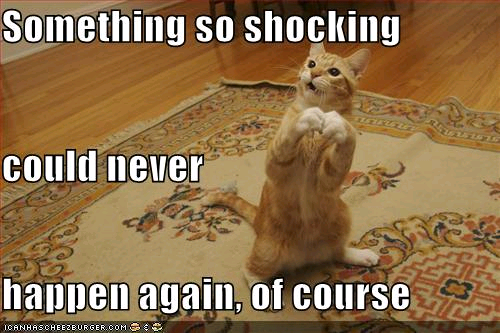 Something so shocking
could never
happen again, of course
ICANHASCHEEZBURGER.COM